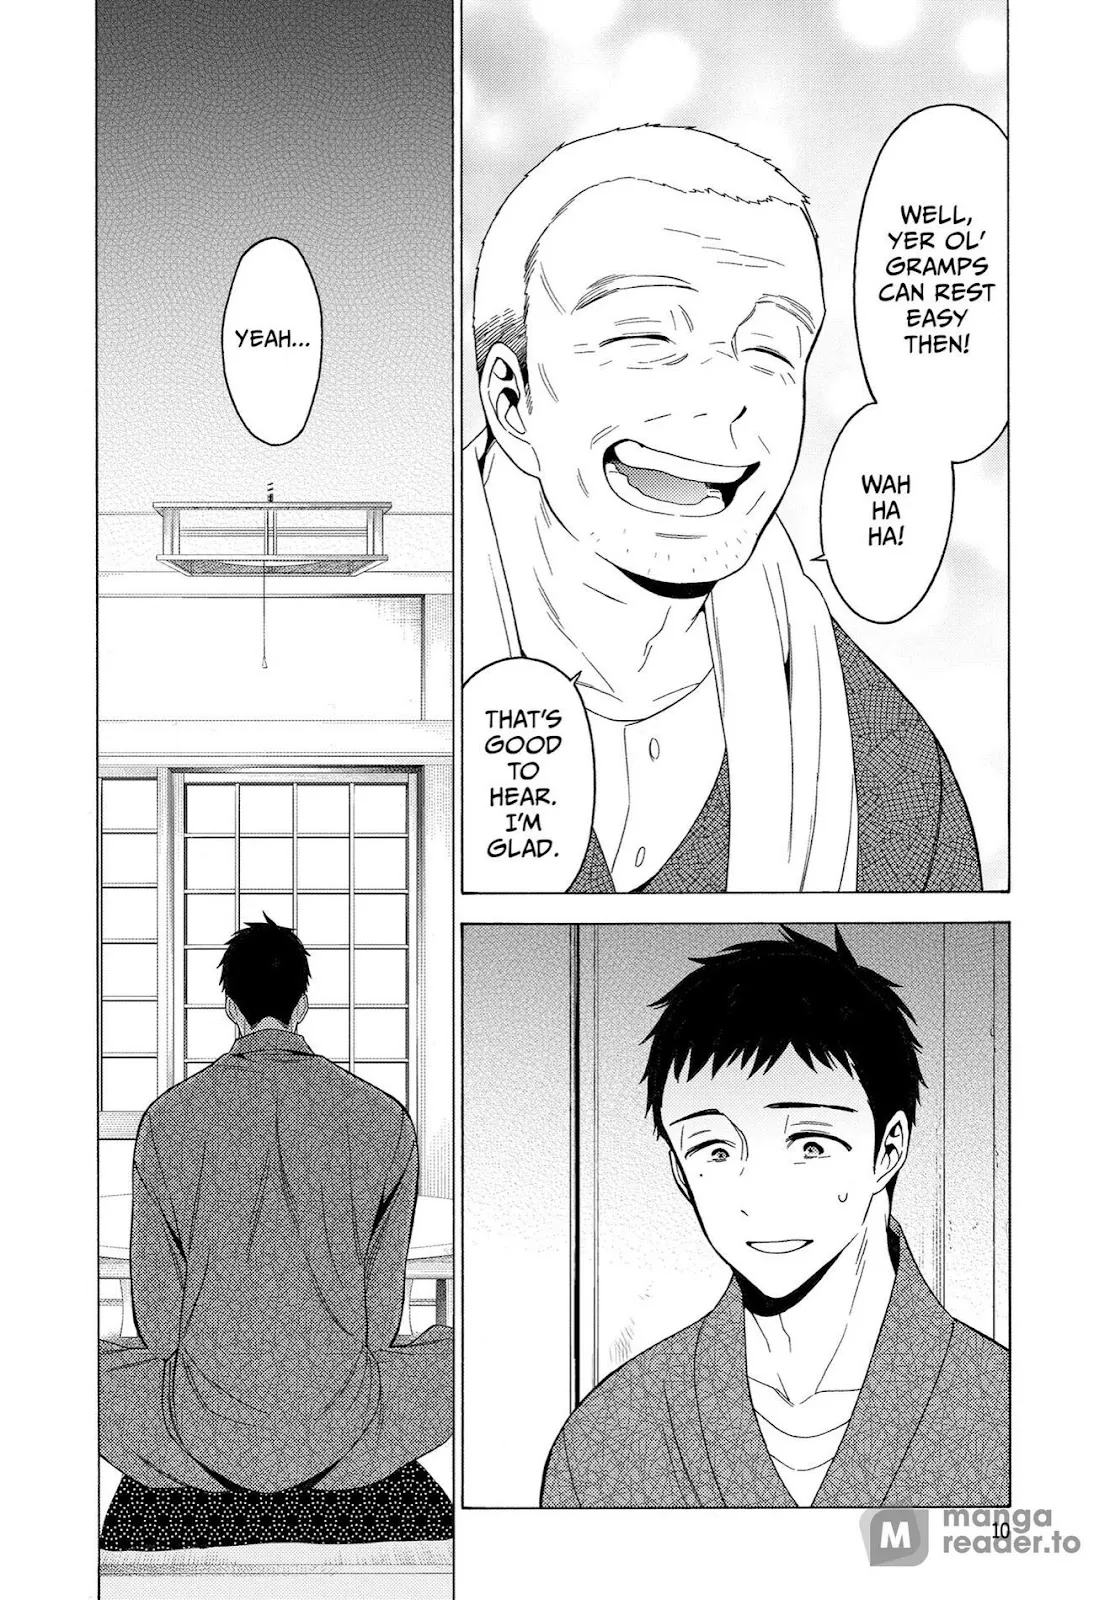 WELL,
YER OL'
GRAMPS
CAN REST
EASY
THEN!
WAH
HA
HA!
THAT'S
GOOD
TO
HEAR.
I'M
GLAD.
YEAH...
10
M manga
reader.to